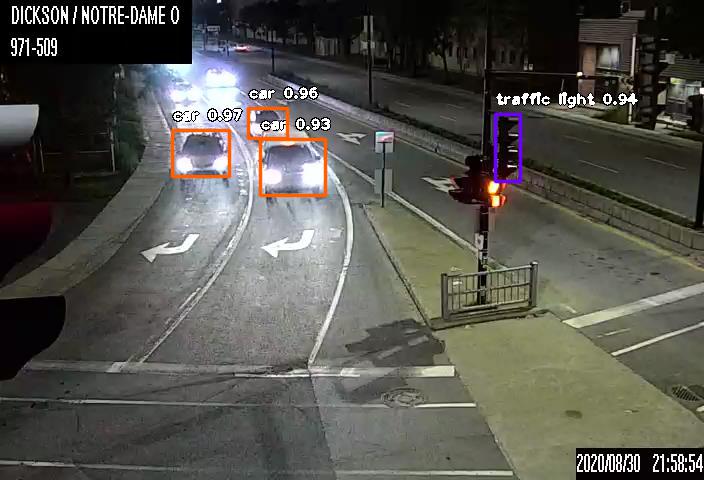 DICKSON / NOTRE-DAME O
971-509
car 0.96
traffic light 0.94
car 0.97
car 0.93
2020/08/30 21:58:54